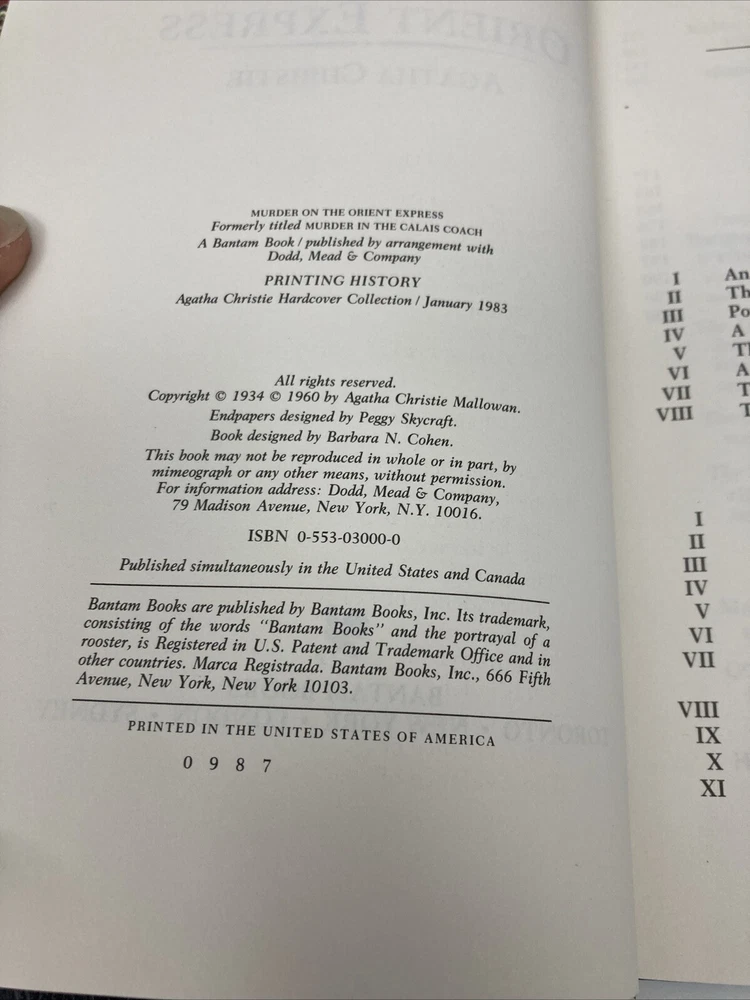 MURDER ON THE ORIENT EXPRESS
Formerly titled MURDER IN THE CALAIS COACH
A Bantam Book / published by arrangement with
Dodd, Mead & Company
PRINTING HISTORY
Agatha Christie Hardcover Collection / January 1983
All rights reserved.
Copyright © 1934 © 1960 by Agatha Christie Mallowan.
Endpapers designed by Peggy Skycraft.
Book designed by Barbara N. Cohen.
This book may not be reproduced in whole or in part, by
mimeograph or any other means, without permission.
For information address: Dodd, Mead & Company,
79 Madison Avenue, New York, N.Y. 10016.
ISBN 0-553-03000-0
Published simultaneously in the United States and Canada
Bantam Books are published by Bantam Books, Inc. Its trademark,
consisting of the words "Bantam Books" and the portrayal of a
rooster, is Registered in U.S. Patent and Trademark Office and in
other countries. Marca Registrada. Bantam Books, Inc., 666 Fifth
Avenue, New York, New York 10103.
PRINTED IN THE UNITED STATES OF AMERICA
0 9 8 7
I An
II Th
III Po
IV A
V Th
VI A
VII T
VIII T
I
II
III
IV
V
VI
VII
VIII
IX
X
XI